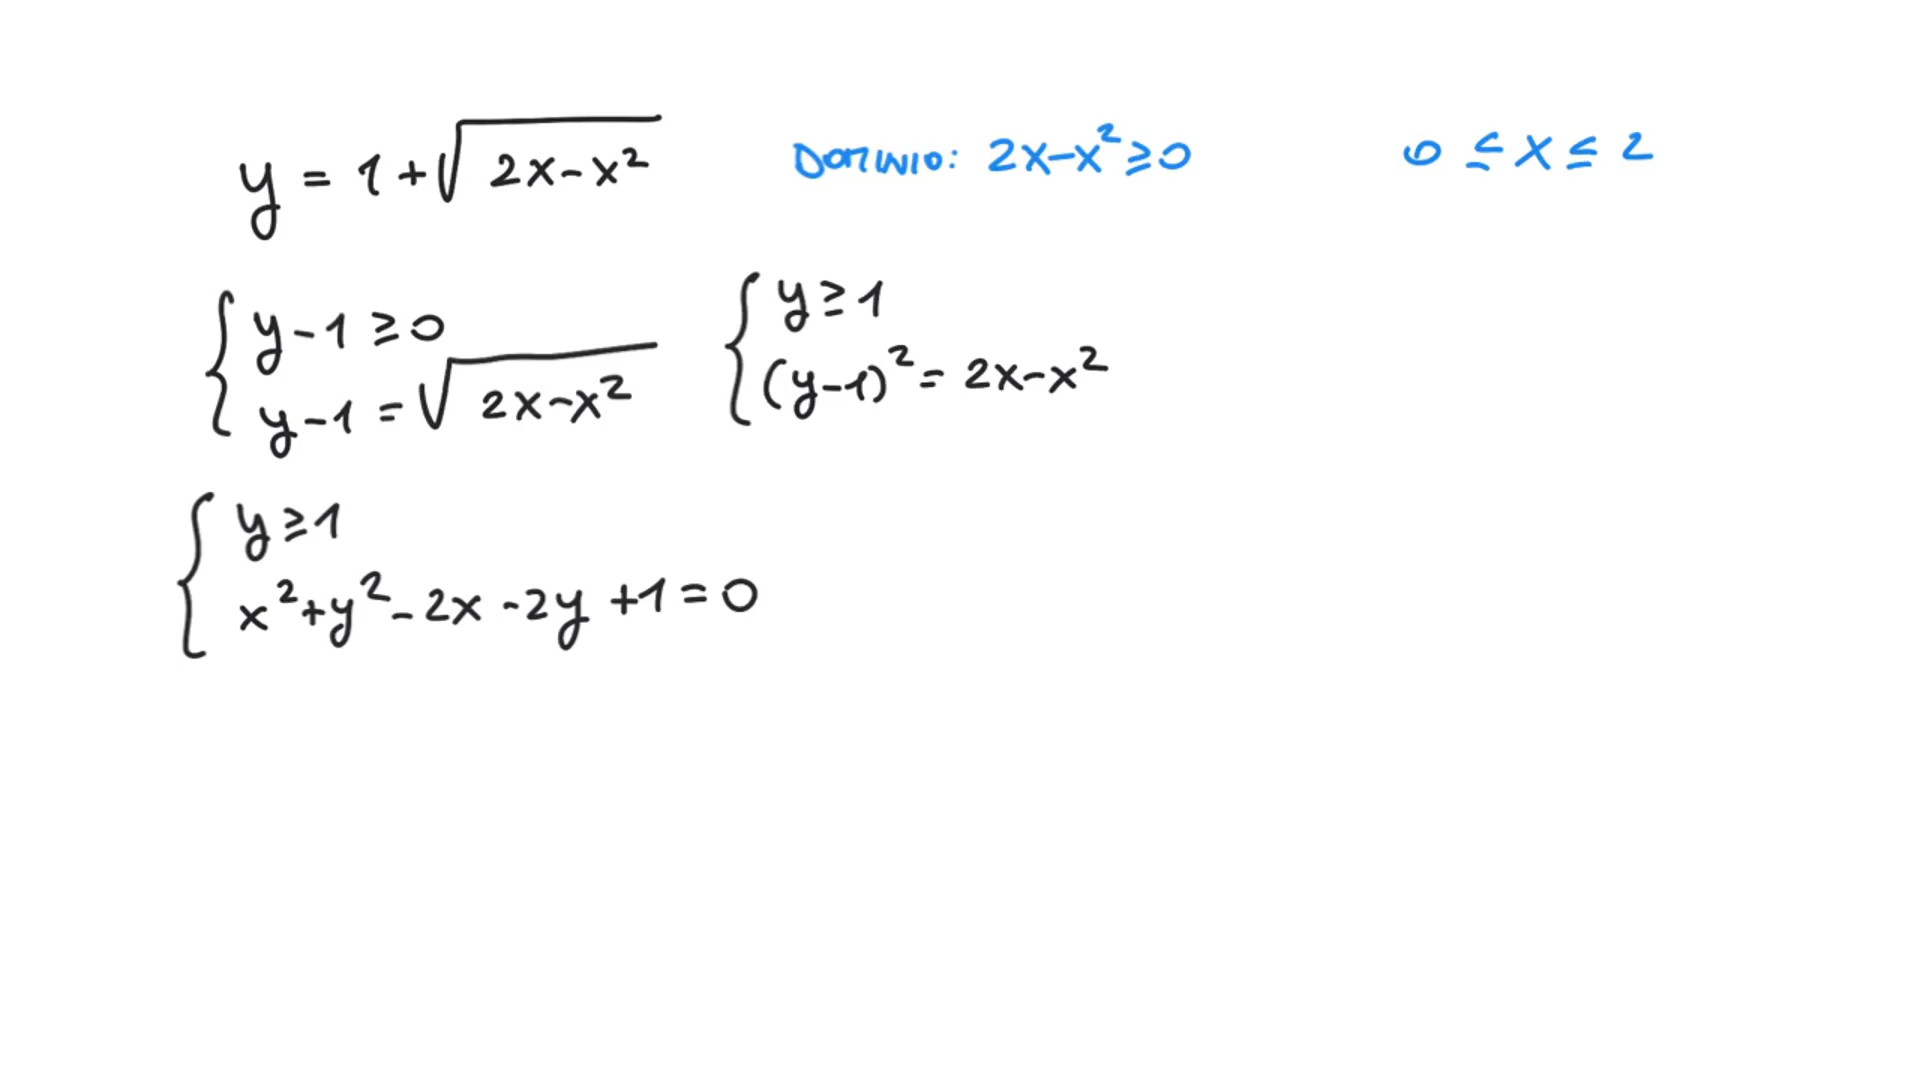 y = 1+√(2x-x²) DOMINIO: 2x-x²≥0 0 ≤ x ≤ 2
{ y-1 ≥0
y-1 = √(2x-x²)
{ y≥1
(y-1)² = 2x-x²
{ y≥1
x²+y²-2x-2y+1=0